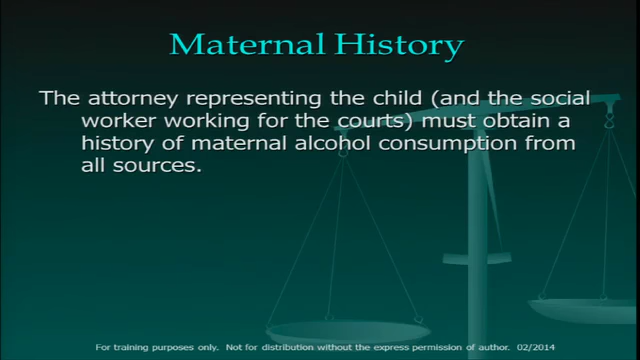 Maternal History
The attorney representing the child (and the social
worker working for the courts) must obtain a
history of maternal alcohol consumption from
all sources.
For training purposes only. Not for distribution without the express permission of author. 02/2014